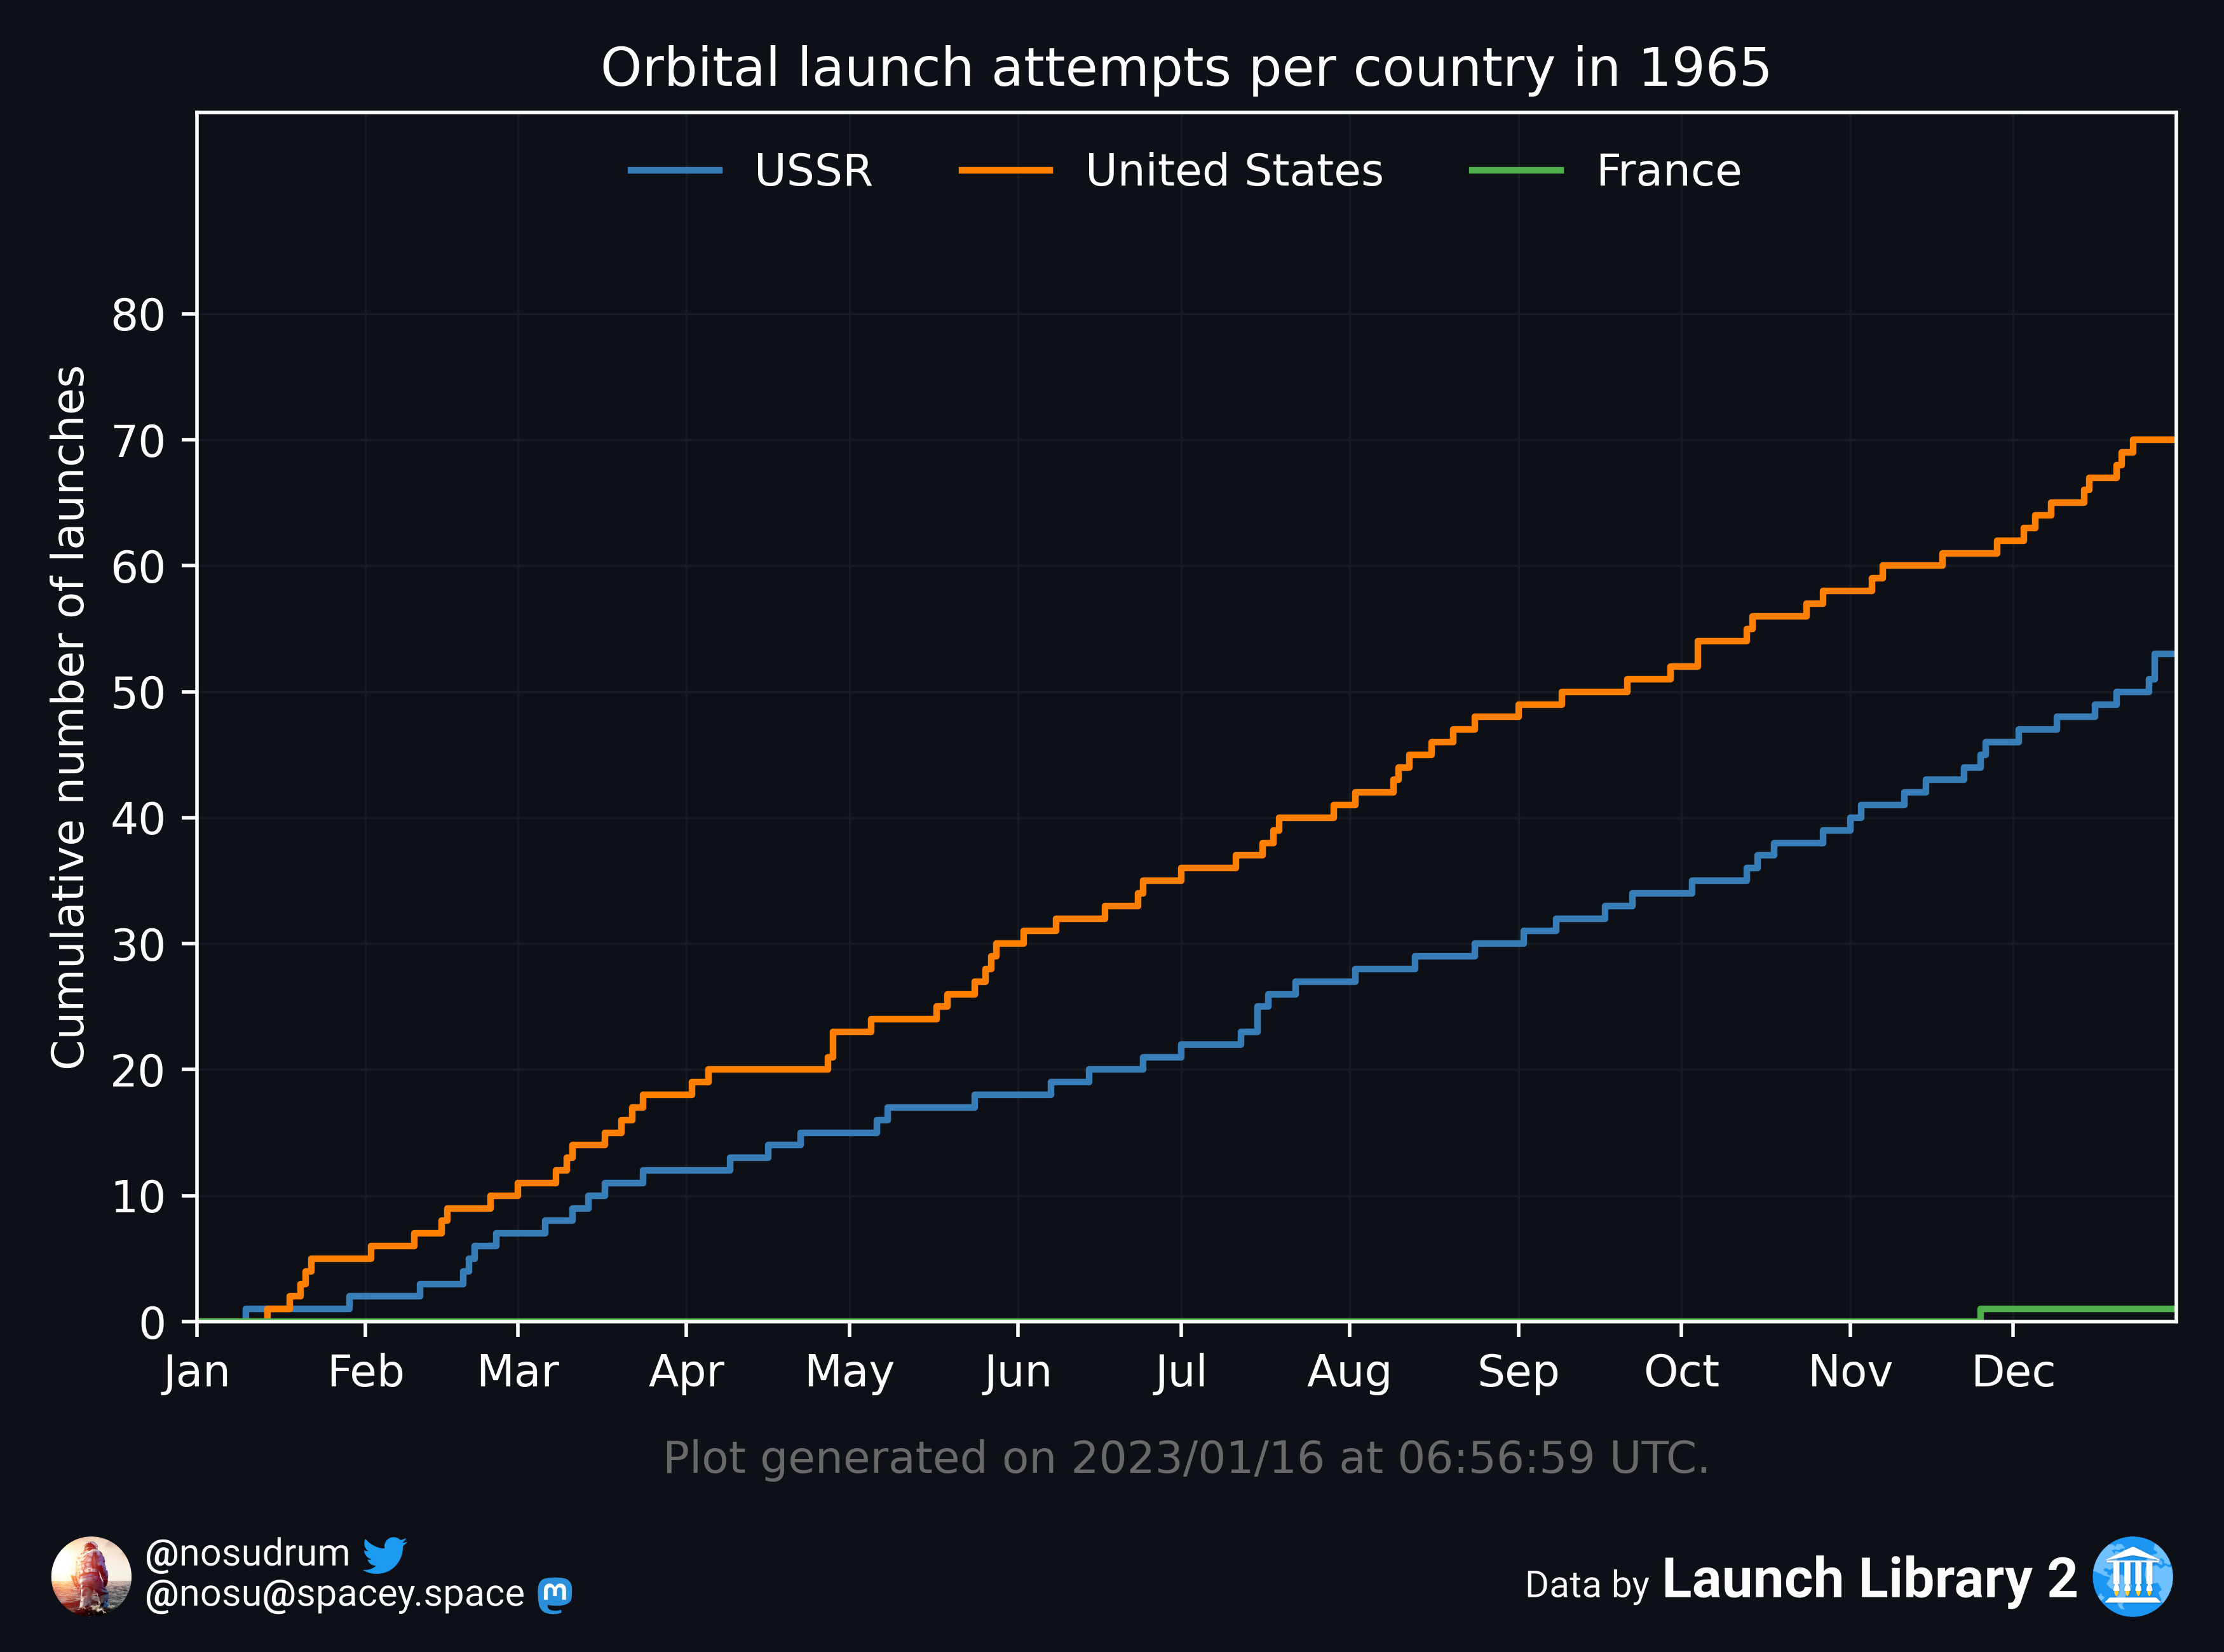 Orbital launch attempts per country in 1965
USSR United States France
Cumulative number of launches
80
70
60
50
40
30
20
10
0
Jan Feb Mar Apr May Jun Jul Aug Sep Oct Nov Dec
Plot generated on 2023/01/16 at 06:56:59 UTC.
@nosudrum
@nosu@spacey.space
Data by Launch Library 2